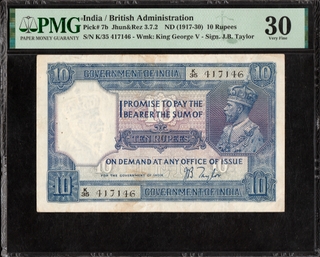 PMG
PAPER MONEY GUARANTY
India / British Administration
Pick# 7b Jhun&Rez 3.7.2 ND (1917-30) 10 Rupees
S/N K/35 417146 - Wmk: King George V - Sign. J.B. Taylor
30
Very Fine
10 GOVERNMENT OF INDIA 10
K/35 417146
I PROMISE TO PAY THE
BEARER THE SUM OF
10
TEN RUPEES
ON DEMAND AT ANY OFFICE OF ISSUE
FOR THE GOVERNMENT OF INDIA
K/35 417146
J B Taylor
10 10